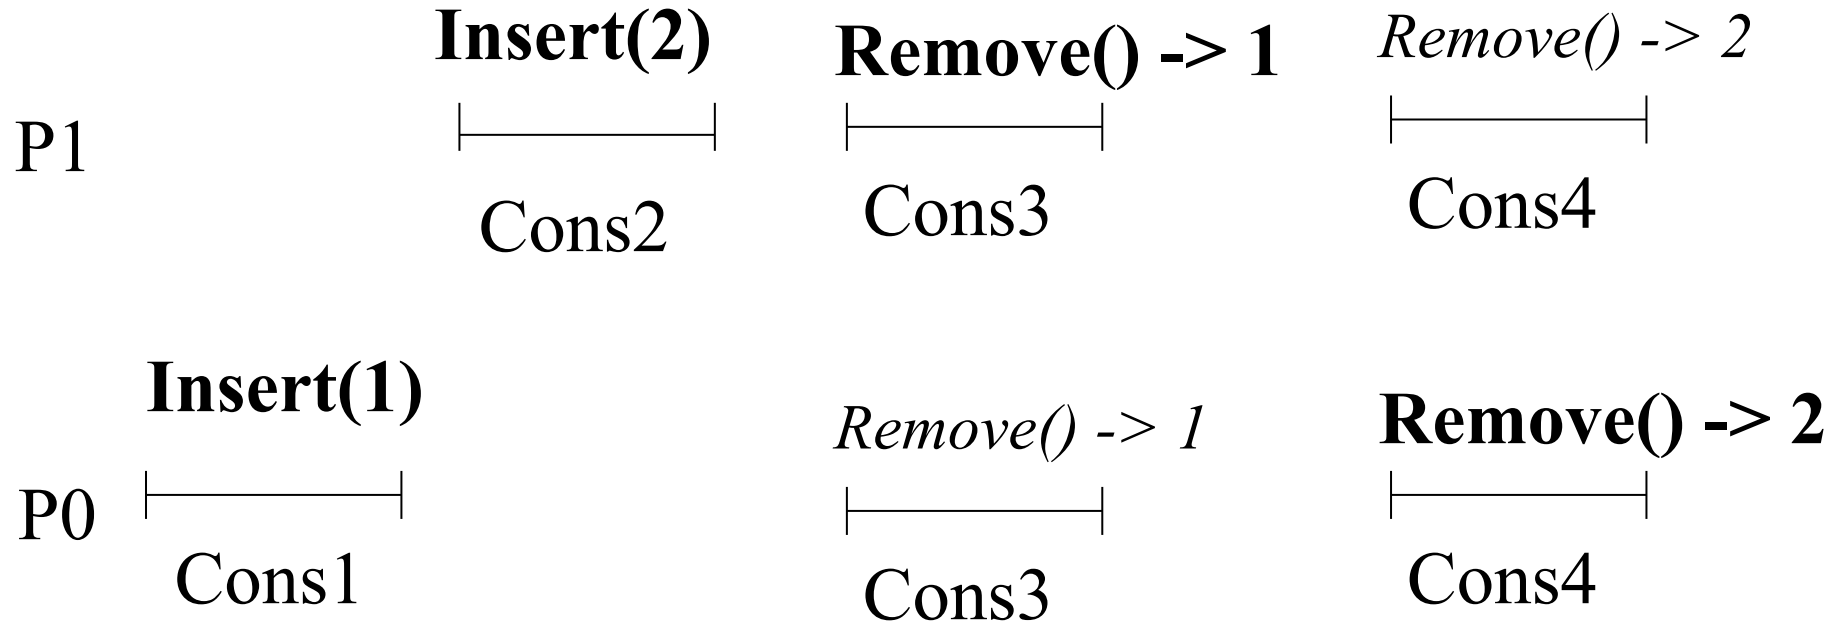 Insert(2) Remove() -> 1 Remove() -> 2
P1
Cons2 Cons3 Cons4
Insert(1) Remove() -> 1 Remove() -> 2
P0
Cons1 Cons3 Cons4